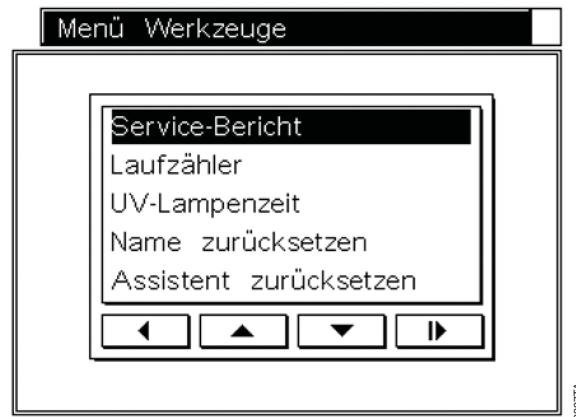 Menü Werkzeuge
Service-Bericht
Laufzähler
UV-Lampenzeit
Name zurücksetzen
Assistent zurücksetzen